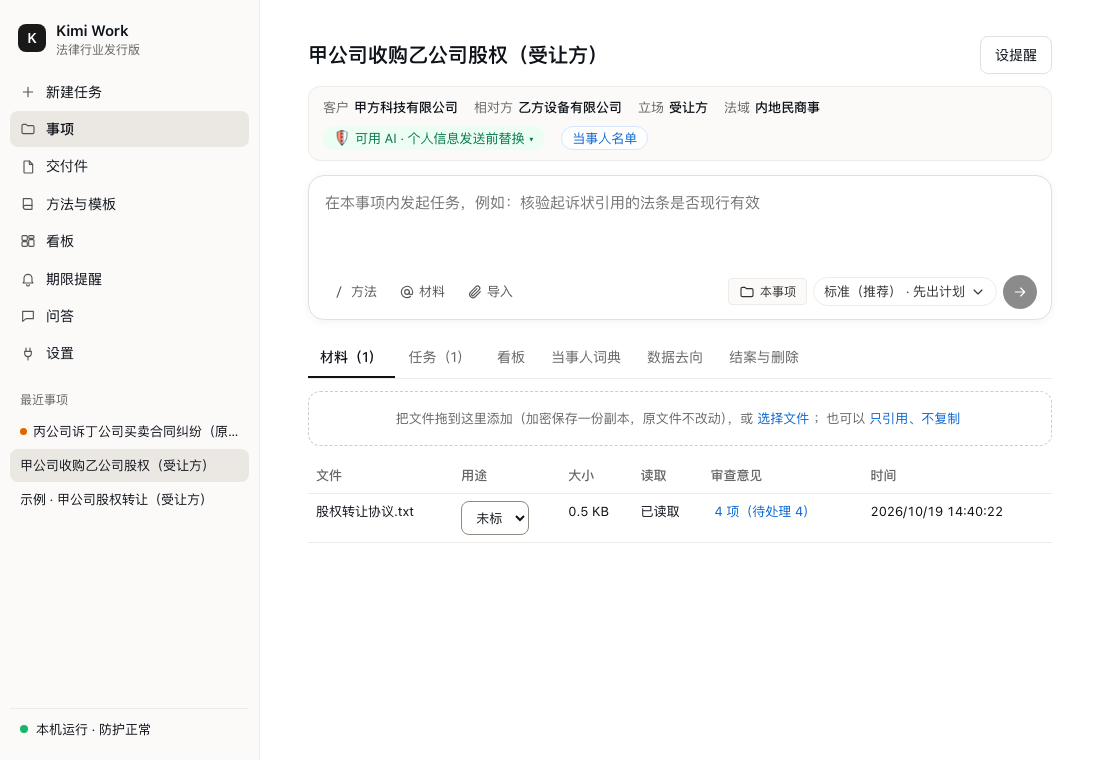 K
Kimi Work
法律行业发行版
新建任务
事项
交付件
方法与模板
看板
期限提醒
问答
设置
最近事项
丙公司诉丁公司买卖合同纠纷（原...
甲公司收购乙公司股权（受让方）
示例 · 甲公司股权转让（受让方）
本机运行 · 防护正常
甲公司收购乙公司股权（受让方）
设提醒
客户 甲方科技有限公司 相对方 乙方设备有限公司 立场 受让方 法域 内地民商事
可用 AI · 个人信息发送前替换 ▾ 当事人名单
在本事项内发起任务，例如：核验起诉状引用的法条是否现行有效
/ 方法 @ 材料 导入 本事项 标准（推荐） · 先出计划
材料（1） 任务（1） 看板 当事人词典 数据去向 结案与删除
把文件拖到这里添加（加密保存一份副本，原文件不改动），或 选择文件 ；也可以 只引用、不复制
文件 用途 大小 读取 审查意见 时间
股权转让协议.txt 未标 0.5 KB 已读取 4 项（待处理 4） 2026/10/19 14:40:22